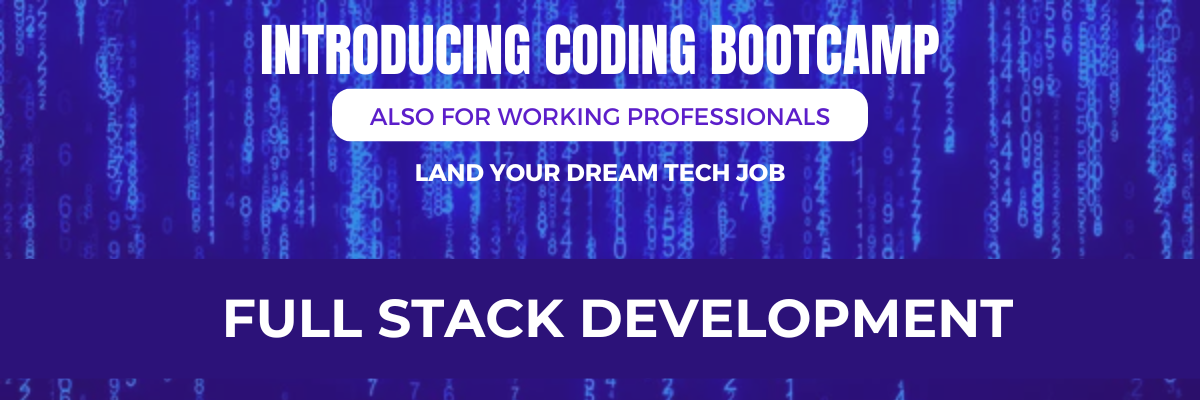 INTRODUCING CODING BOOTCAMP
ALSO FOR WORKING PROFESSIONALS
LAND YOUR DREAM TECH JOB
FULL STACK DEVELOPMENT